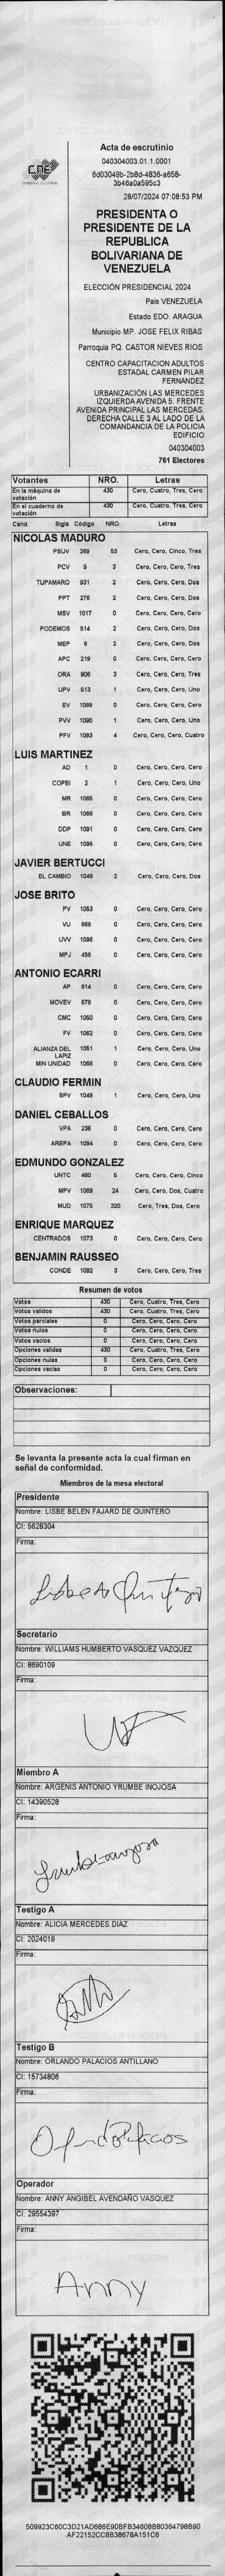 CNE
Acta de escrutinio
040304003.01.1.0001
6d03049b-2b8d-4836-a658-
3b46a0a595c3
28/07/2024 07:08:53 PM
PRESIDENTA O
PRESIDENTE DE LA
REPUBLICA
BOLIVARIANA DE
VENEZUELA
ELECCIÓN PRESIDENCIAL 2024
Pais VENEZUELA
Estado EDO. ARAGUA
Municipio MP. JOSE FELIX RIBAS
Parroquia PQ. CASTOR NIEVES RIOS
CENTRO CAPACITACION ADULTOS
ESTADAL CARMEN PILAR
FERNANDEZ
URBANIZACIÓN LAS MERCEDES
IZQUIERDA AVENIDA 5. FRENTE
AVENIDA PRINCIPAL LAS MERCEDAS.
DERECHA CALLE 3 AL LADO DE LA
COMANDANCIA DE LA POLICIA
EDIFICIO
040304003
761 Electores
Votantes NRO. Letras
En la máquina de votación 430 Cero, Cuatro, Tres, Cero
En el cuaderno de votación 430 Cero, Cuatro, Tres, Cero
Cand. Sigla Código NRO. Letras
NICOLAS MADURO
PSUV 269 53 Cero, Cero, Cinco, Tres
PCV 9 3 Cero, Cero, Cero, Tres
TUPAMARO 931 2 Cero, Cero, Cero, Dos
PPT 276 2 Cero, Cero, Cero, Dos
MSV 1017 0 Cero, Cero, Cero, Cero
PODEMOS 514 2 Cero, Cero, Cero, Dos
MEP 6 2 Cero, Cero, Cero, Dos
APC 219 0 Cero, Cero, Cero, Cero
ORA 906 3 Cero, Cero, Cero, Tres
UPV 513 1 Cero, Cero, Cero, Uno
EV 1089 0 Cero, Cero, Cero, Cero
PVV 1090 1 Cero, Cero, Cero, Uno
PFV 1093 4 Cero, Cero, Cero, Cuatro
LUIS MARTINEZ
AD 1 0 Cero, Cero, Cero, Cero
COPEI 2 1 Cero, Cero, Cero, Uno
MR 1065 0 Cero, Cero, Cero, Cero
BR 1066 0 Cero, Cero, Cero, Cero
DDP 1091 0 Cero, Cero, Cero, Cero
UNE 1095 0 Cero, Cero, Cero, Cero
JAVIER BERTUCCI
EL CAMBIO 1048 2 Cero, Cero, Cero, Dos
JOSE BRITO
PV 1053 0 Cero, Cero, Cero, Cero
VU 868 0 Cero, Cero, Cero, Cero
UVV 1096 0 Cero, Cero, Cero, Cero
MPJ 456 0 Cero, Cero, Cero, Cero
ANTONIO ECARRI
AP 814 0 Cero, Cero, Cero, Cero
MOVEV 878 0 Cero, Cero, Cero, Cero
CMC 1050 0 Cero, Cero, Cero, Cero
FV 1062 0 Cero, Cero, Cero, Cero
ALIANZA DEL LAPIZ 1051 1 Cero, Cero, Cero, Uno
MIN UNIDAD 1068 0 Cero, Cero, Cero, Cero
CLAUDIO FERMIN
SPV 1049 1 Cero, Cero, Cero, Uno
DANIEL CEBALLOS
VPA 236 0 Cero, Cero, Cero, Cero
AREPA 1094 0 Cero, Cero, Cero, Cero
EDMUNDO GONZALEZ
UNTC 460 5 Cero, Cero, Cero, Cinco
MPV 1069 24 Cero, Cero, Dos, Cuatro
MUD 1075 320 Cero, Tres, Dos, Cero
ENRIQUE MARQUEZ
CENTRADOS 1073 0 Cero, Cero, Cero, Cero
BENJAMIN RAUSSEO
CONDE 1092 3 Cero, Cero, Cero, Tres
Resumen de votos
Votos 430 Cero, Cuatro, Tres, Cero
Votos validos 430 Cero, Cuatro, Tres, Cero
Votos parciales 0 Cero, Cero, Cero, Cero
Votos nulos 0 Cero, Cero, Cero, Cero
Votos vacios 0 Cero, Cero, Cero, Cero
Opciones validas 430 Cero, Cuatro, Tres, Cero
Opciones nulas 0 Cero, Cero, Cero, Cero
Opciones vacias 0 Cero, Cero, Cero, Cero
Observaciones:
Se levanta la presente acta la cual firman en
señal de conformidad.
Miembros de la mesa electoral
Presidente
Nombre: LISBE BELEN FAJARD DE QUINTERO
CI: 5628304
Firma:
Secretario
Nombre: WILLIAMS HUMBERTO VASQUEZ VAZQUEZ
CI: 8690109
Firma:
Miembro A
Nombre: ARGENIS ANTONIO YRUMBE INOJOSA
CI: 14390528
Firma:
Testigo A
Nombre: ALICIA MERCEDES DIAZ
CI: 2024019
Firma:
Testigo B
Nombre: ORLANDO PALACIOS ANTILLANO
CI: 15734806
Firma:
Operador
Nombre: ANNY ANGIBEL AVENDAÑO VASQUEZ
CI: 29554397
Firma:
Anny
509923C60C3D21AD686E90BFB34608B80364798B90
AF22152CC8B38678A151C6